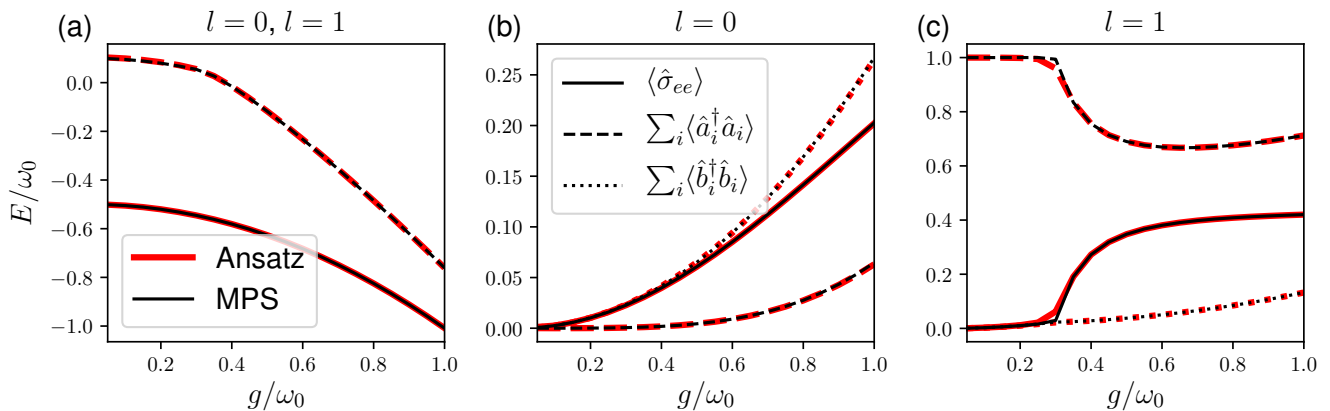 (a)
l = 0, l = 1
E/ω₀
0.0
−0.2
−0.4
−0.6
−0.8
−1.0
Ansatz
MPS
0.2 0.4 0.6 0.8 1.0
g/ω₀
(b)
l = 0
0.25
0.20
0.15
0.10
0.05
0.00
⟨σ̂ₑₑ⟩
∑ᵢ⟨âᵢ†âᵢ⟩
∑ᵢ⟨b̂ᵢ†b̂ᵢ⟩
0.2 0.4 0.6 0.8 1.0
g/ω₀
(c)
l = 1
1.0
0.8
0.6
0.4
0.2
0.0
0.2 0.4 0.6 0.8 1.0
g/ω₀